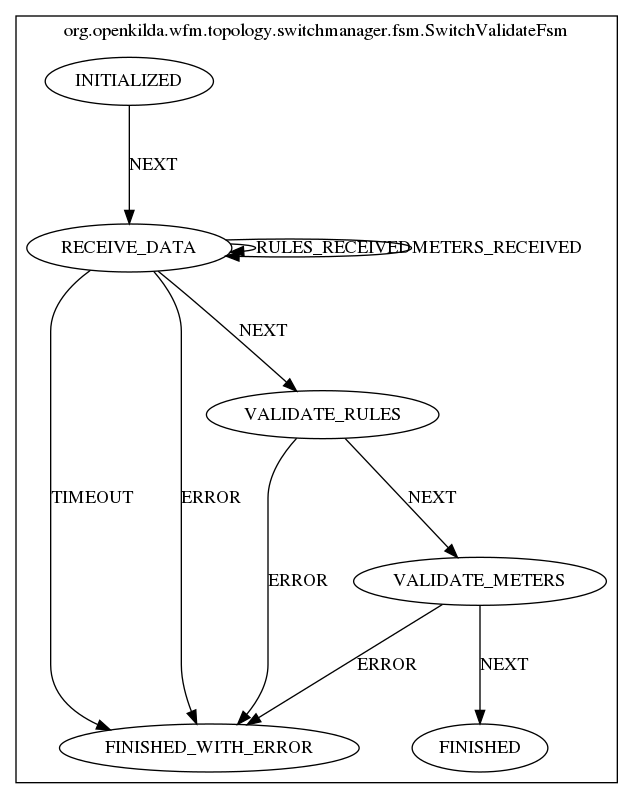 org.openkilda.wfm.topology.switchmanager.fsm.SwitchValidateFsm
INITIALIZED
NEXT
RECEIVE_DATA
RULES_RECEIVED
METERS_RECEIVED
NEXT
VALIDATE_RULES
TIMEOUT
ERROR
NEXT
ERROR
VALIDATE_METERS
ERROR
NEXT
FINISHED_WITH_ERROR
FINISHED